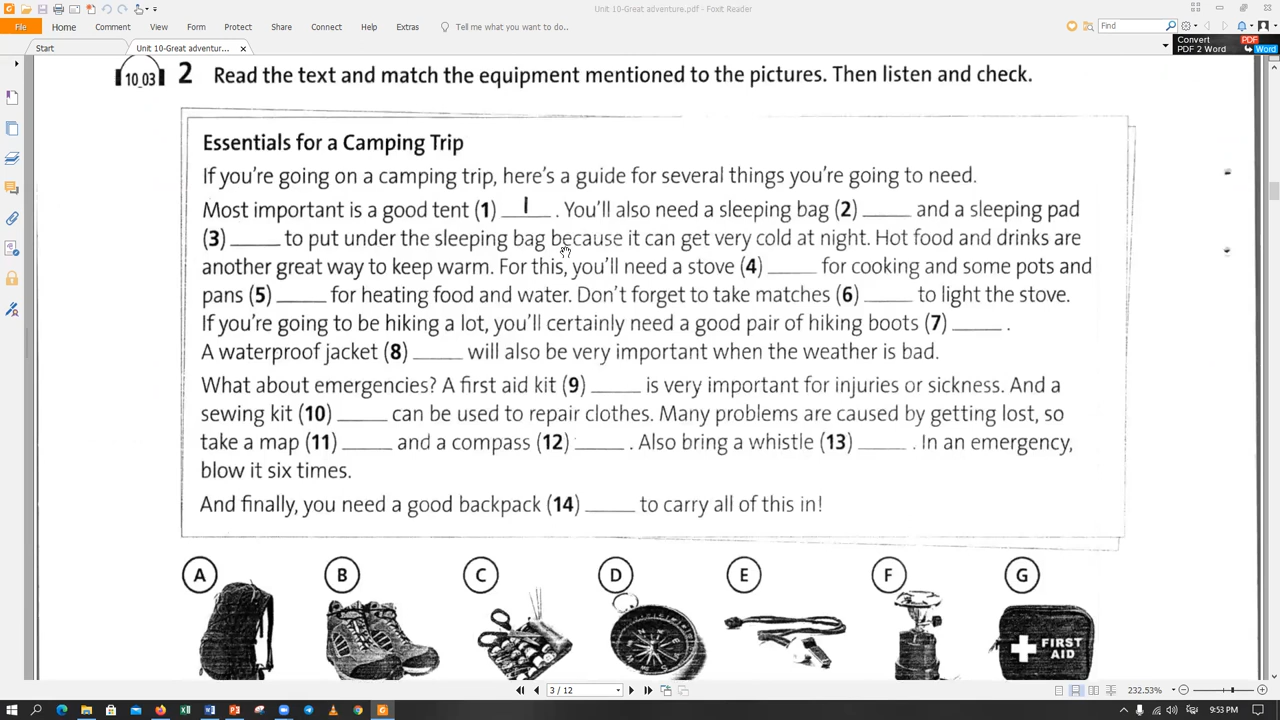 Unit 10-Great adventure.pdf - Foxit Reader
File Home Comment View Form Protect Share Connect Help Extras Tell me what you want to do.. Find
Start Unit 10-Great adventur...
Convert PDF
PDF 2 Word Word
10_03 2 Read the text and match the equipment mentioned to the pictures. Then listen and check.
Essentials for a Camping Trip
If you're going on a camping trip, here's a guide for several things you're going to need.
Most important is a good tent (1) __I__ . You'll also need a sleeping bag (2) _____ and a sleeping pad
(3) _____ to put under the sleeping bag because it can get very cold at night. Hot food and drinks are
another great way to keep warm. For this, you'll need a stove (4) _____ for cooking and some pots and
pans (5) _____ for heating food and water. Don't forget to take matches (6) _____ to light the stove.
If you're going to be hiking a lot, you'll certainly need a good pair of hiking boots (7) _____ .
A waterproof jacket (8) _____ will also be very important when the weather is bad.
What about emergencies? A first aid kit (9) _____ is very important for injuries or sickness. And a
sewing kit (10) _____ can be used to repair clothes. Many problems are caused by getting lost, so
take a map (11) _____ and a compass (12) _____ . Also bring a whistle (13) _____ . In an emergency,
blow it six times.
And finally, you need a good backpack (14) _____ to carry all of this in!
A B C D E F G
FIRST
AID
3 / 12 232.53%
9:53 PM